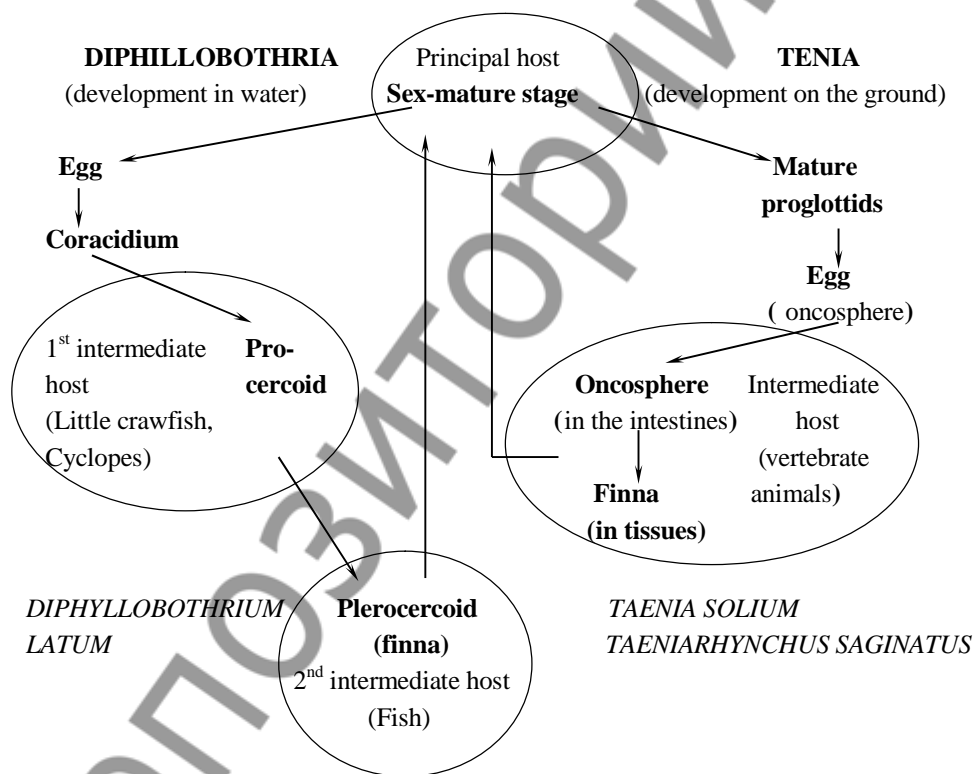 DIPHILLOBOTHRIA
(development in water)
Principal host
Sex-mature stage
TENIA
(development on the ground)
Egg
Coracidium
Mature
proglottids
Egg
( oncosphere)
1st intermediate
host
(Little crawfish,
Cyclopes)
Pro-
cercoid
Oncosphere
(in the intestines)
Finna
(in tissues)
Intermediate
host
(vertebrate
animals)
DIPHYLLOBOTHRIUM
LATUM
Plerocercoid
(finna)
2nd intermediate host
(Fish)
TAENIA SOLIUM
TAENIARHYNCHUS SAGINATUS
позитори